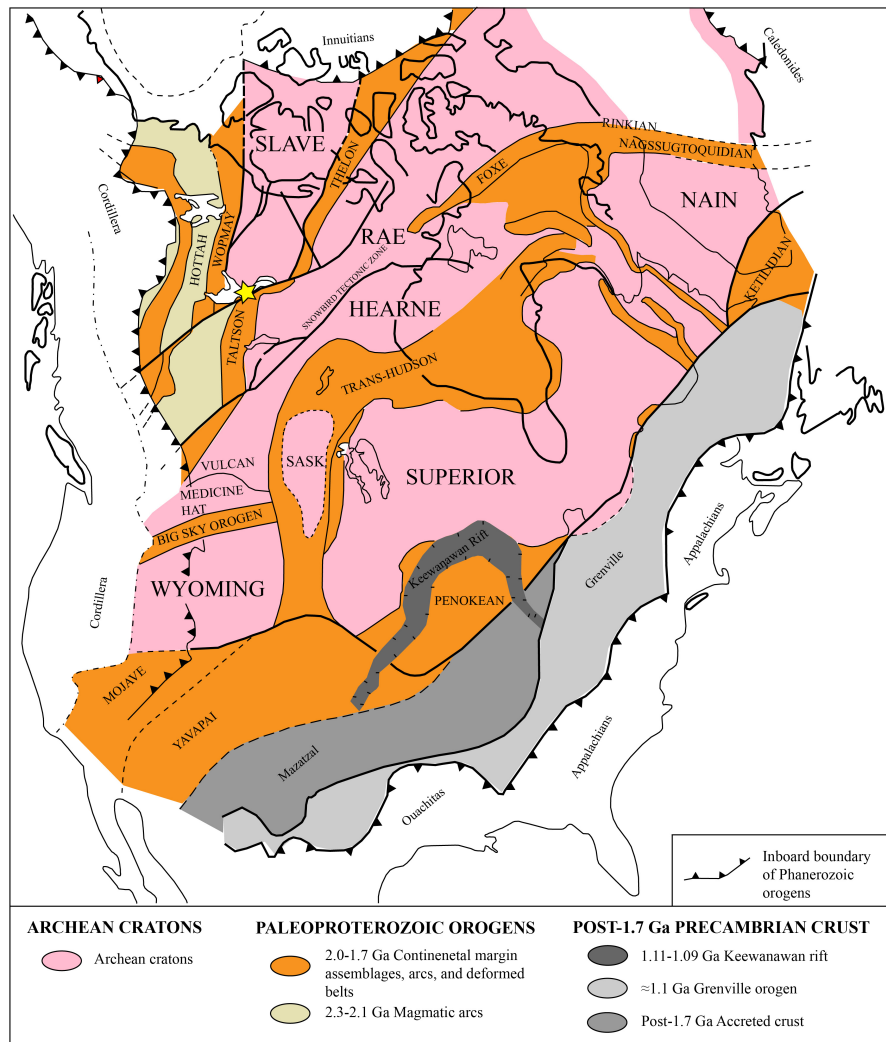 Innuitians
Caledonides
RINKIAN
NAGSSUGTOQUIDIAN
SLAVE
THELON
FOXE
NAIN
Cordillera
HOTTAH
WOPMAY
RAE
KETILIDIAN
SNOWBIRD TECTONIC ZONE
HEARNE
TALTSON
TRANS-HUDSON
VULCAN
SASK
SUPERIOR
MEDICINE
HAT
BIG SKY OROGEN
Keewanawan Rift
Grenville
Appalachians
WYOMING
PENOKEAN
Cordillera
MOJAVE
YAVAPAI
Mazatzal
Appalachians
Ouachitas
Inboard boundary
of Phanerozoic
orogens
ARCHEAN CRATONS
Archean cratons
PALEOPROTEROZOIC OROGENS
2.0-1.7 Ga Continenetal margin
assemblages, arcs, and deformed
belts
2.3-2.1 Ga Magmatic arcs
POST-1.7 Ga PRECAMBRIAN CRUST
1.11-1.09 Ga Keewanawan rift
≈1.1 Ga Grenville orogen
Post-1.7 Ga Accreted crust